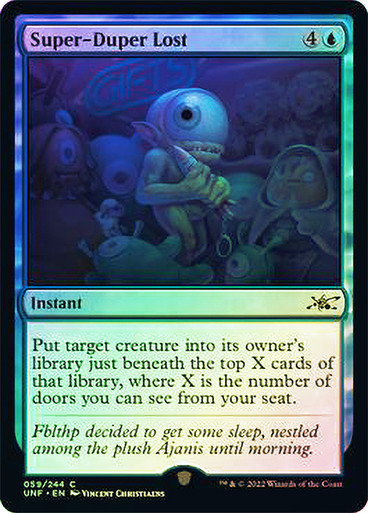 GIFTS
Super-Duper Lost 4
Instant
Put target creature into its owner's
library just beneath the top X cards of
that library, where X is the number of
doors you can see from your seat.
Fblthp decided to get some sleep, nestled
among the plush Ajanis until morning.
059/244 C
UNF • EN Vincent Christiaens
™ & © 2022 Wizards of the Coast